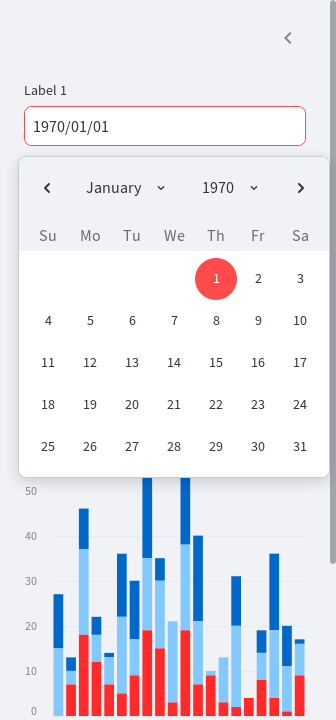 Label 1
1970/01/01
January 1970
Su Mo Tu We Th Fr Sa
1 2 3
4 5 6 7 8 9 10
11 12 13 14 15 16 17
18 19 20 21 22 23 24
25 26 27 28 29 30 31
50
40
30
20
10
0